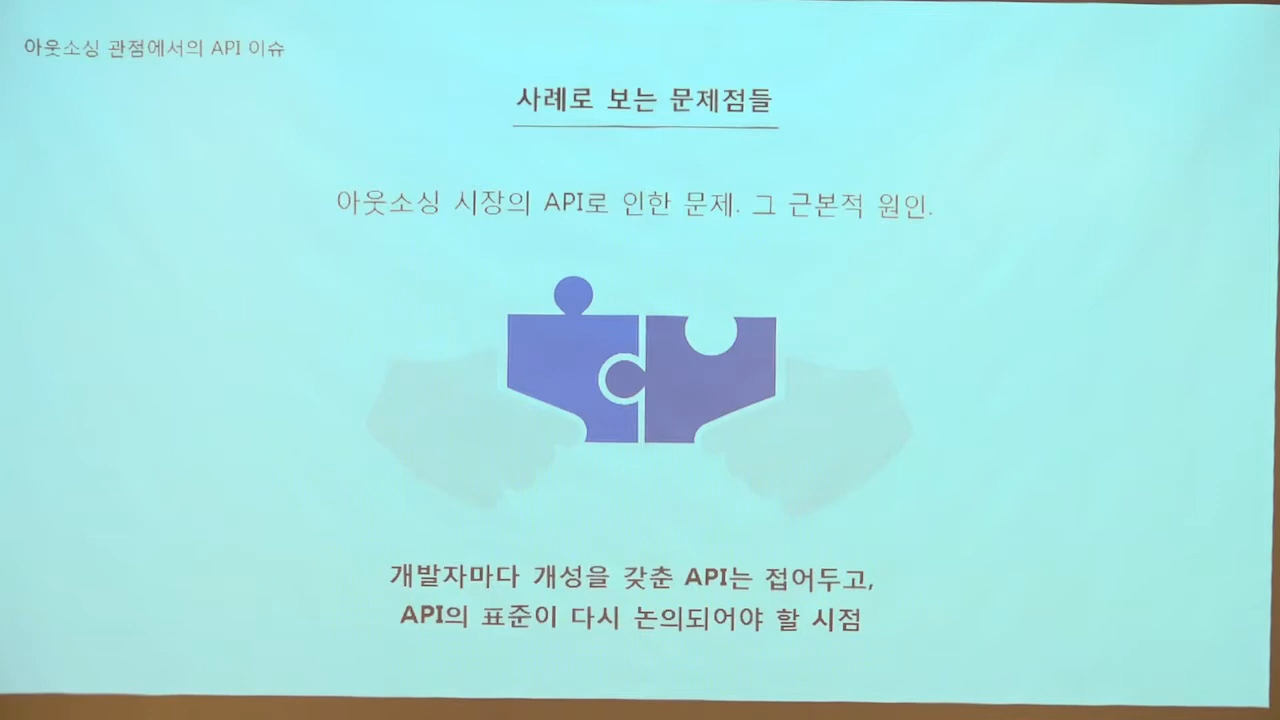 아웃소싱 관점에서의 API 이슈
사례로 보는 문제점들
아웃소싱 시장의 API로 인한 문제. 그 근본적 원인.
개발자마다 개성을 갖춘 API는 접어두고,
API의 표준이 다시 논의되어야 할 시점